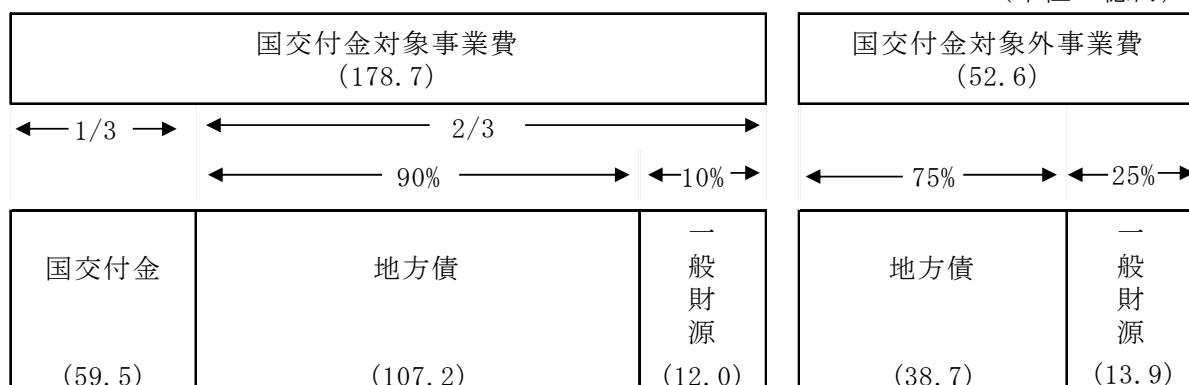 国交付金対象事業費
(178.7)
国交付金対象外事業費
(52.6)
1/3
2/3
90%
10%
75%
25%
国交付金
(59.5)
地方債
(107.2)
一般財源
(12.0)
地方債
(38.7)
一般財源
(13.9)